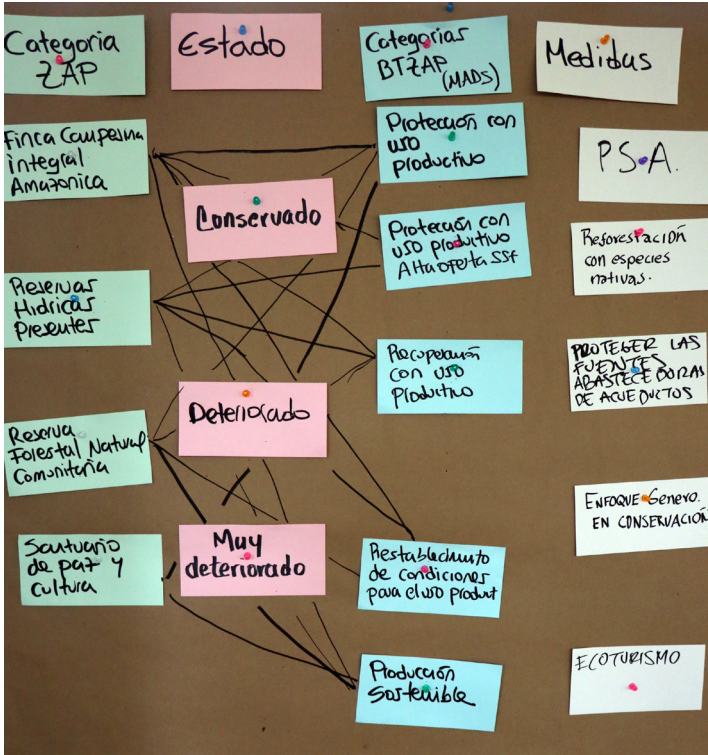 Categoria
ZAP
Estado
Categorias
BTZAP
(MADS)
Medidas
Finca Campesina
integral
Amazonica
Conservado
Protección con
uso
productivo
P.S.A.
Protección con
uso productivo
Alta oferta SSE
Reforestación
con especies
nativas.
Reservas
Hidricas
Presentes
Recuperación
con uso
productivo
PROTEGER LAS
FUENTES
ABASTECEDORAS
DE ACUEDUCTOS
Deteriorado
Reserva
Forestal Natural
Comunitaria
ENFOQUE Genero.
EN CONSERVACIÓN
Muy
deteriorado
Santuario
de paz y
cultura
Restablecimiento
de condiciones
para el uso product
Producción
Sostenible
ECOTURISMO